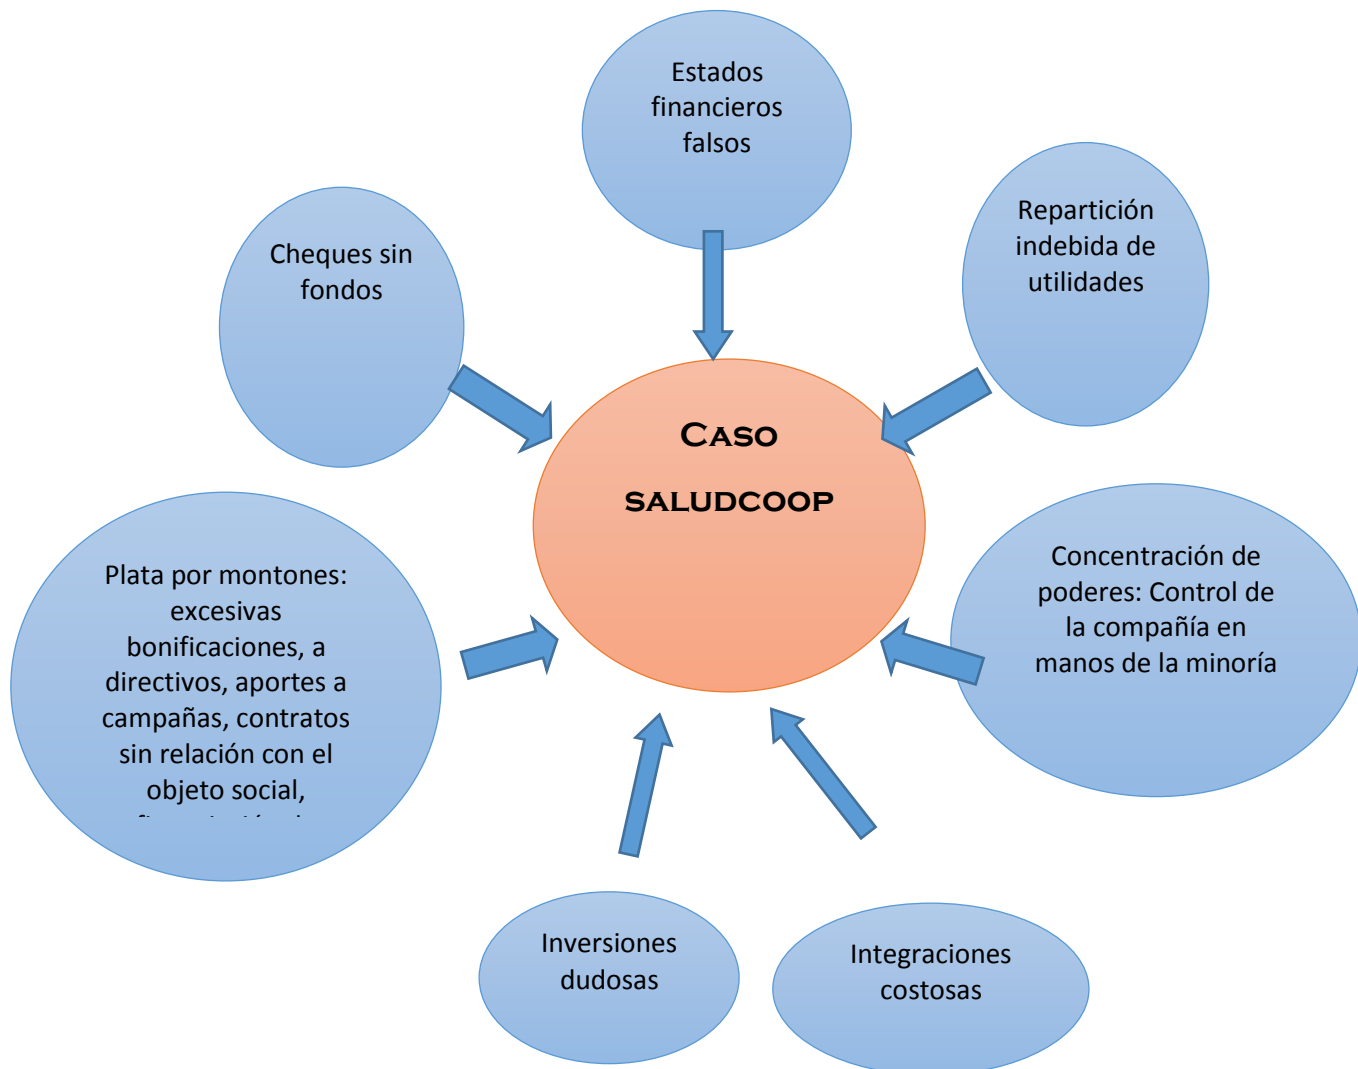 Estados
financieros
falsos
Repartición
indebida de
utilidades
Cheques sin
fondos
CASO
SALUDCOOP
Concentración de
poderes: Control de
la compañía en
manos de la minoría
Plata por montones:
excesivas
bonificaciones, a
directivos, aportes a
campañas, contratos
sin relación con el
objeto social,
Inversiones
dudosas
Integraciones
costosas